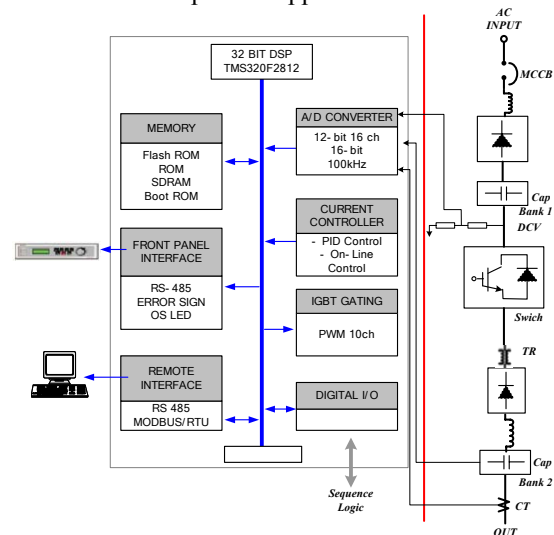 32 BIT DSP
TMS320F2812
MEMORY
Flash ROM
ROM
SDRAM
Boot ROM
A/D CONVERTER
12- bit 16 ch
16- bit
100kHz
FRONT PANEL
INTERFACE
RS- 485
ERROR SIGN
OS LED
CURRENT
CONTROLLER
- PID Control
- On- Line
Control
IGBT GATING
PWM 10ch
REMOTE
INTERFACE
RS 485
MODBUS/RTU
DIGITAL I/O
Sequence
Logic
AC
INPUT
MCCB
Cap
Bank 1
DCV
Swich
TR
Cap
Bank 2
CT
OUT